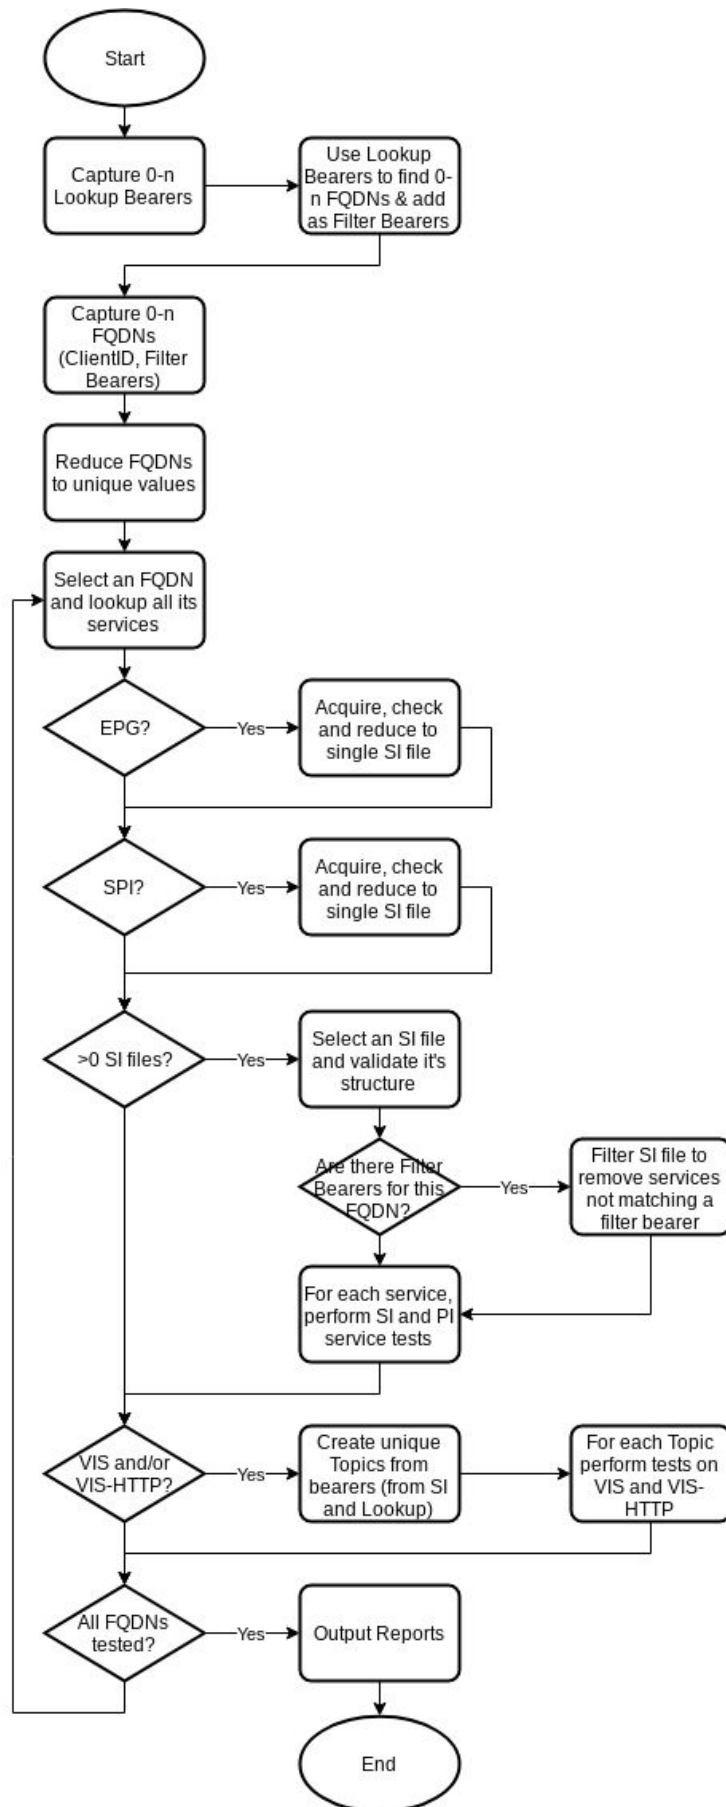 Start
Capture 0-n
Lookup Bearers
Use Lookup
Bearers to find 0-
n FQDNs & add
as Filter Bearers
Capture 0-n
FQDNs
(ClientID, Filter
Bearers)
Reduce FQDNs
to unique values
Select an FQDN
and lookup all its
services
EPG?
Yes
Acquire, check
and reduce to
single SI file
SPI?
Yes
Acquire, check
and reduce to
single SI file
>0 SI files?
Yes
Select an SI file
and validate it's
structure
Are there Filter
Bearers for this
FQDN?
Yes
Filter SI file to
remove services
not matching a
filter bearer
For each service,
perform SI and PI
service tests
VIS and/or
VIS-HTTP?
Yes
Create unique
Topics from
bearers (from SI
and Lookup)
For each Topic
perform tests on
VIS and VIS-
HTTP
All FQDNs
tested?
Yes
Output Reports
End